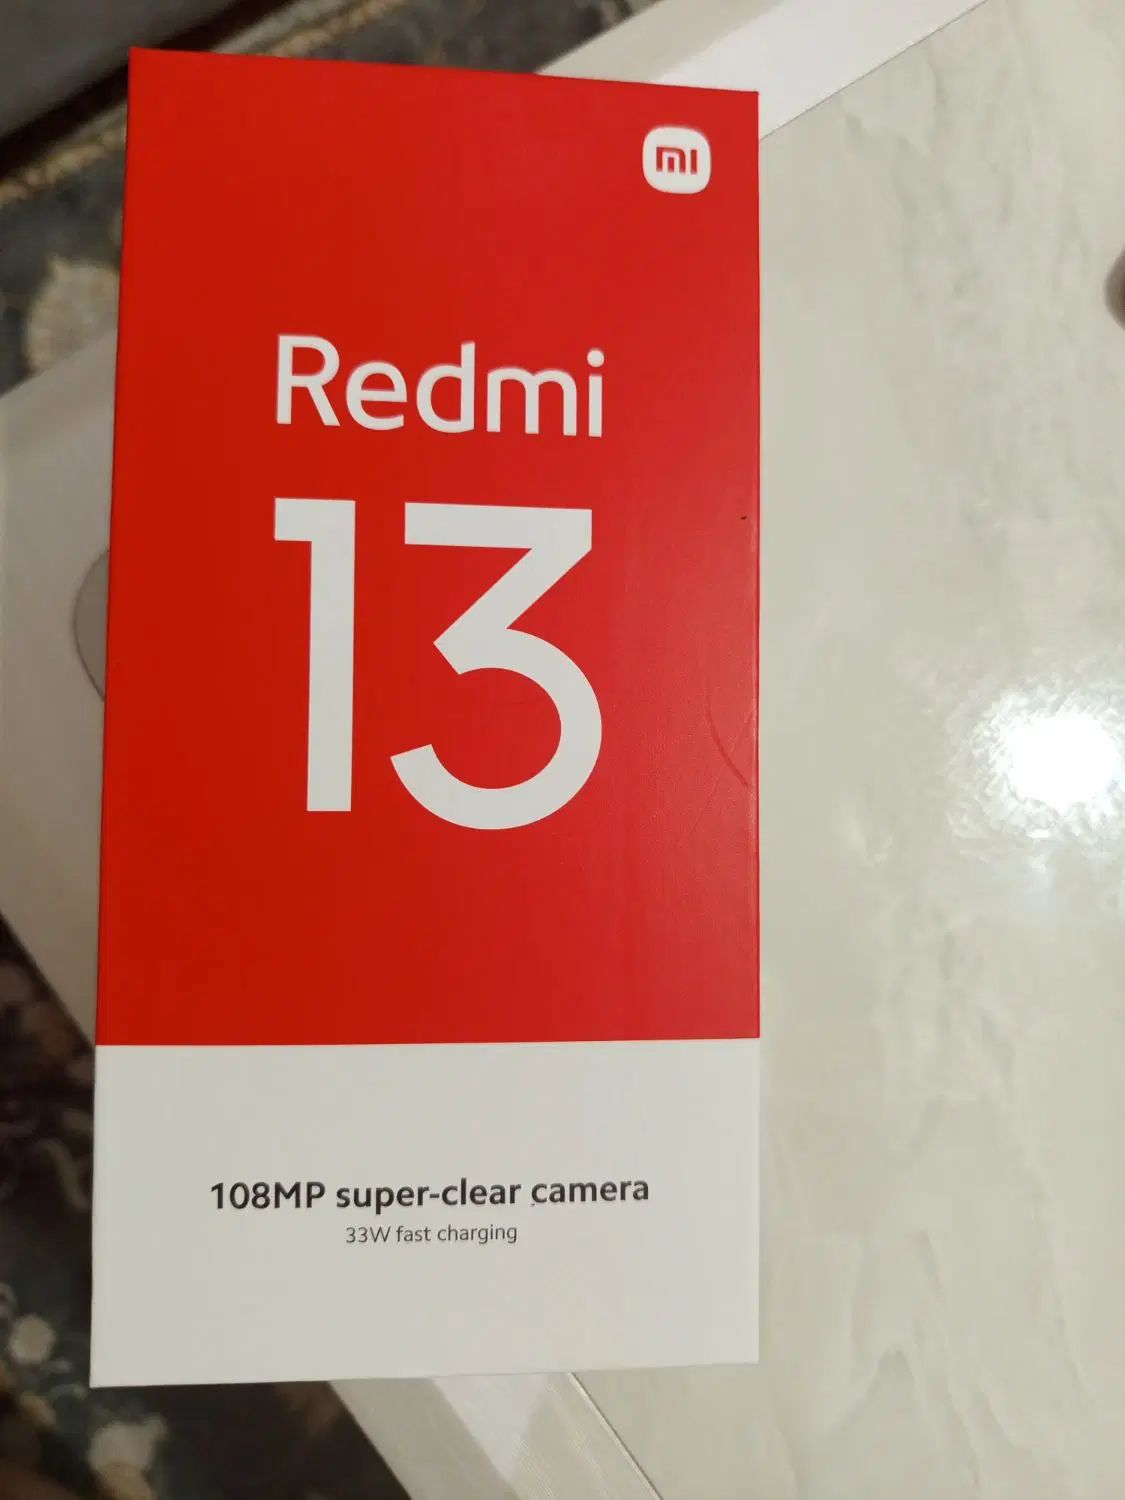 mi
Redmi
13
108MP super-clear camera
33W fast charging